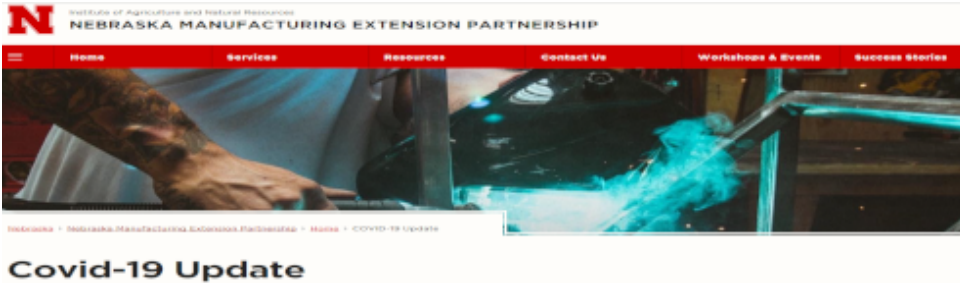 N
Institute of Agriculture and Natural Resources
NEBRASKA MANUFACTURING EXTENSION PARTNERSHIP
Home Services Resources Contact Us Workshops & Events Success Stories
Nebraska › Nebraska Manufacturing Extension Partnership › Home › COVID-19 Update
Covid-19 Update